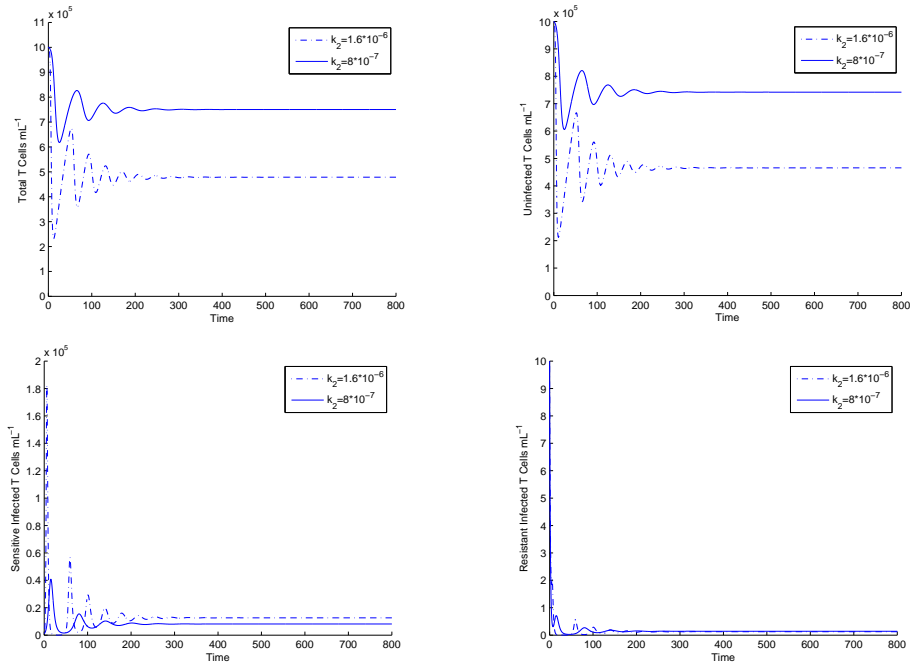 x 10⁵
11
10
9
8
7
6
5
4
3
2
1
0
0 100 200 300 400 500 600 700 800
Time
Total T Cells mL⁻¹
k₂=1.6*10⁻⁶
k₂=8*10⁻⁷
x 10⁵
10
9
8
7
6
5
4
3
2
1
0
0 100 200 300 400 500 600 700 800
Time
Uninfected T Cells mL⁻¹
k₂=1.6*10⁻⁶
k₂=8*10⁻⁷
x 10⁵
2
1.8
1.6
1.4
1.2
1
0.8
0.6
0.4
0.2
0
0 100 200 300 400 500 600 700 800
Time
Sensitive Infected T Cells mL⁻¹
k₂=1.6*10⁻⁶
k₂=8*10⁻⁷
10
9
8
7
6
5
4
3
2
1
0
0 100 200 300 400 500 600 700 800
Time
Resistant Infected T Cells mL⁻¹
k₂=1.6*10⁻⁶
k₂=8*10⁻⁷